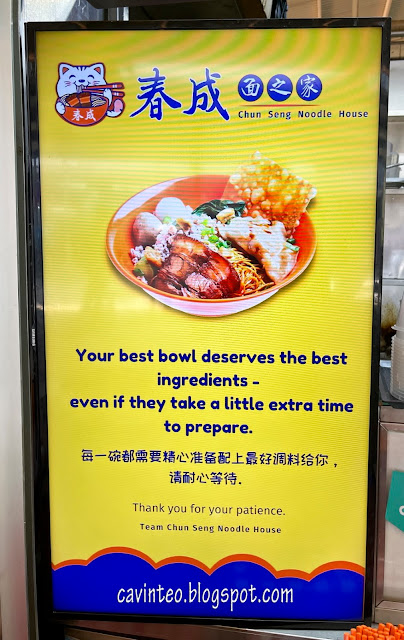 春成 面之家
Chun Seng Noodle House
春成
Your best bowl deserves the best
ingredients -
even if they take a little extra time
to prepare.
每一碗都需要精心准备配上最好调料给你，
请耐心等待.
Thank you for your patience.
Team Chun Seng Noodle House
cavinteo.blogspot.com